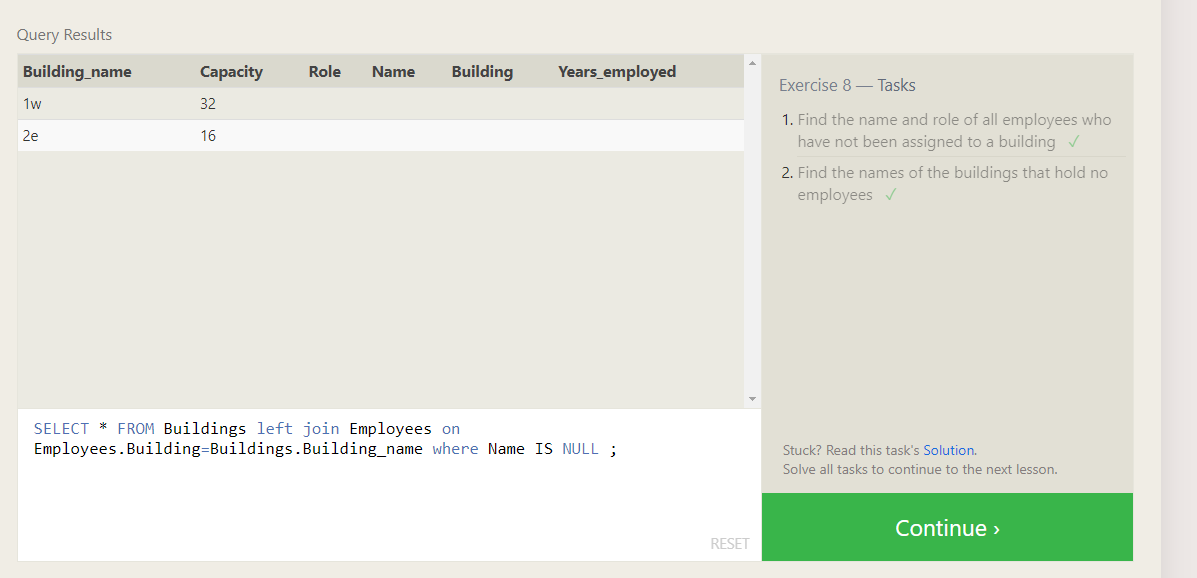 Query Results
Building_name Capacity Role Name Building Years_employed
1w 32
2e 16
SELECT * FROM Buildings left join Employees on
Employees.Building=Buildings.Building_name where Name IS NULL ;
RESET
Exercise 8 — Tasks
1. Find the name and role of all employees who
have not been assigned to a building ✓
2. Find the names of the buildings that hold no
employees ✓
Stuck? Read this task's Solution.
Solve all tasks to continue to the next lesson.
Continue ›